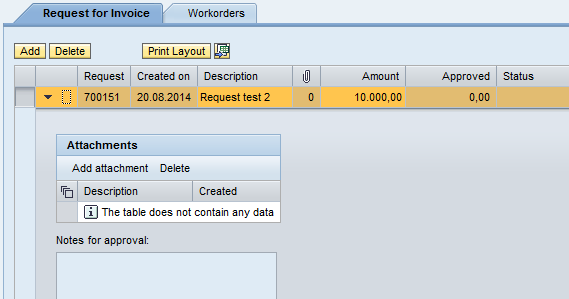 Request for Invoice Workorders
Add Delete Print Layout
Request Created on Description Amount Approved Status
700151 20.08.2014 Request test 2 0 10.000,00 0,00
Attachments
Add attachment Delete
Description Created
The table does not contain any data
Notes for approval: